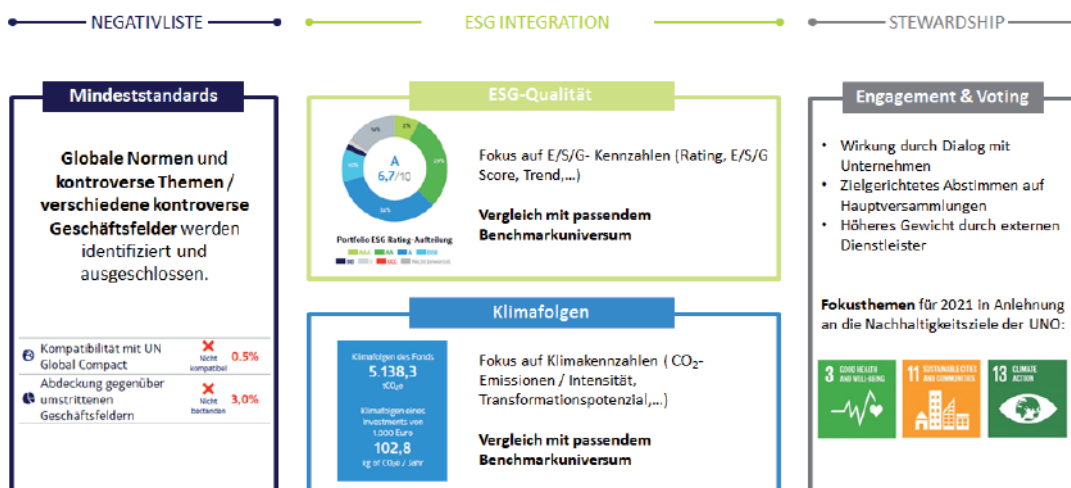 NEGATIVLISTE
ESG INTEGRATION
STEWARDSHIP
Mindeststandards
Globale Normen und
kontroverse Themen /
verschiedene kontroverse
Geschäftsfelder werden
identifiziert und
ausgeschlossen.
Kompatibilität mit UN
Global Compact
Nicht
kompatibel
0.5%
Abdeckung gegenüber
umstrittenen
Geschäftsfeldern
Nicht
bestanden
3,0%
ESG-Qualität
A
6,7/10
Portfolio ESG Rating-Aufteilung
AAA AA A BBB
BB CCC
Fokus auf E/S/G- Kennzahlen (Rating, E/S/G
Score, Trend,...)
Vergleich mit passendem
Benchmarkuniversum
Klimafolgen
Klimafolgen des Fonds
5.138,3
tCO₂e
Klimafolgen eines
Investments von
1.000 Euro
102,8
kg of CO₂e / Jahr
Fokus auf Klimakennzahlen ( CO₂-
Emissionen / Intensität,
Transformationspotenzial,...)
Vergleich mit passendem
Benchmarkuniversum
Engagement & Voting
• Wirkung durch Dialog mit
Unternehmen
• Zielgerichtetes Abstimmen auf
Hauptversammlungen
• Höheres Gewicht durch externen
Dienstleister
Fokusthemen für 2021 in Anlehnung
an die Nachhaltigkeitsziele der UNO:
3 GOOD HEALTH
AND WELL-BEING
11 SUSTAINABLE CITIES
AND COMMUNITIES
13 CLIMATE
ACTION